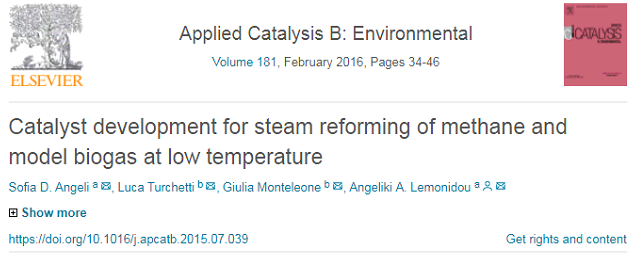 Applied Catalysis B: Environmental
Volume 181, February 2016, Pages 34-46
ELSEVIER
CATALYSIS
Catalyst development for steam reforming of methane and
model biogas at low temperature
Sofia D. Angeli a, Luca Turchetti b, Giulia Monteleone b, Angeliki A. Lemonidou a
Show more
https://doi.org/10.1016/j.apcatb.2015.07.039
Get rights and content